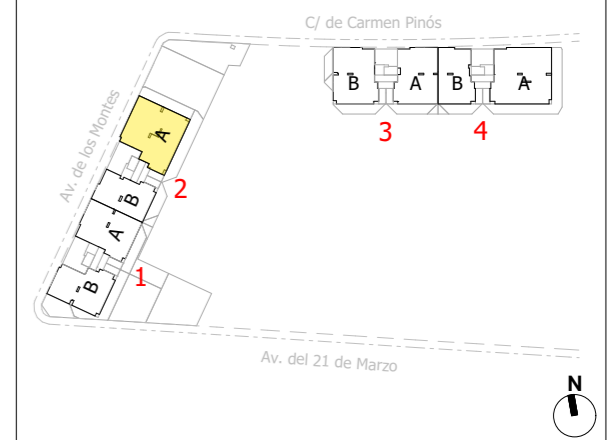 C/ de Carmen Pinós
B
A
B
A
3
4
Av. de los Montes
A
2
B
A
1
B
Av. del 21 de Marzo
N